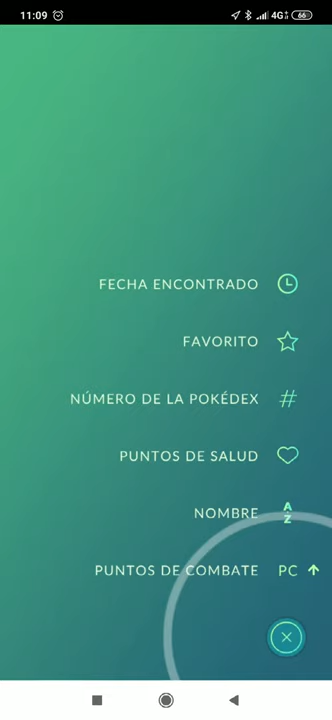 11:09
4G+
66
FECHA ENCONTRADO
FAVORITO
NÚMERO DE LA POKÉDEX #
PUNTOS DE SALUD
NOMBRE AZ
PUNTOS DE COMBATE PC